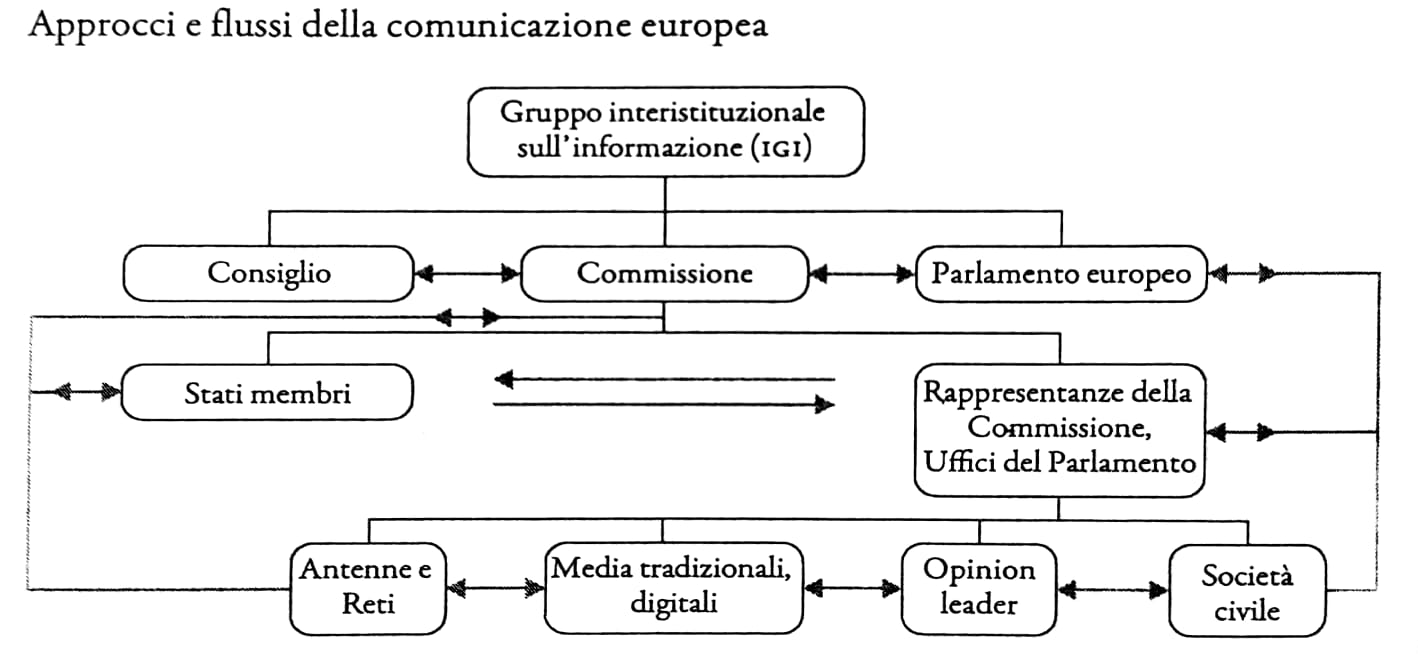 Approcci e flussi della comunicazione europea
Gruppo interistituzionale
sull'informazione (IGI)
Consiglio
Commissione
Parlamento europeo
Stati membri
Rappresentanze della
Commissione,
Uffici del Parlamento
Antenne e
Reti
Media tradizionali,
digitali
Opinion
leader
Società
civile